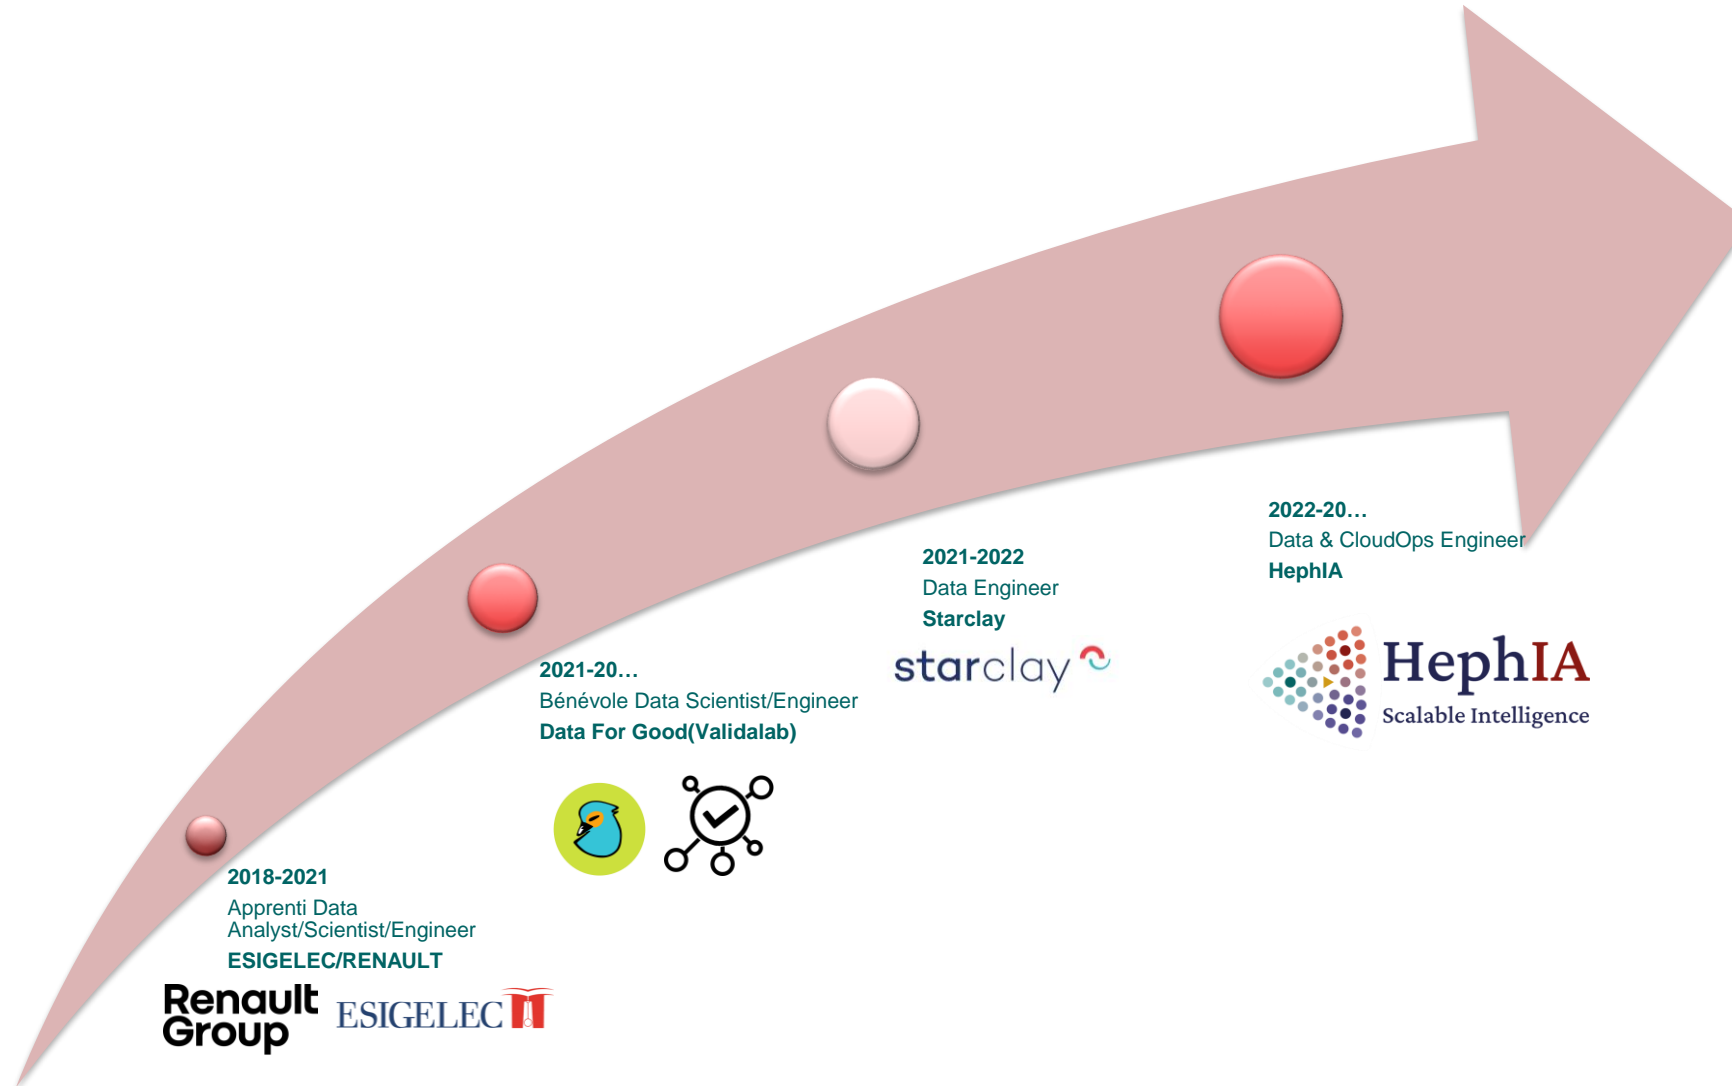 2018-2021
Apprenti Data
Analyst/Scientist/Engineer
ESIGELEC/RENAULT
Renault
Group
ESIGELEC
2021-20…
Bénévole Data Scientist/Engineer
Data For Good(Validalab)
2021-2022
Data Engineer
Starclay
starclay
2022-20…
Data & CloudOps Engineer
HephIA
HephIA
Scalable Intelligence